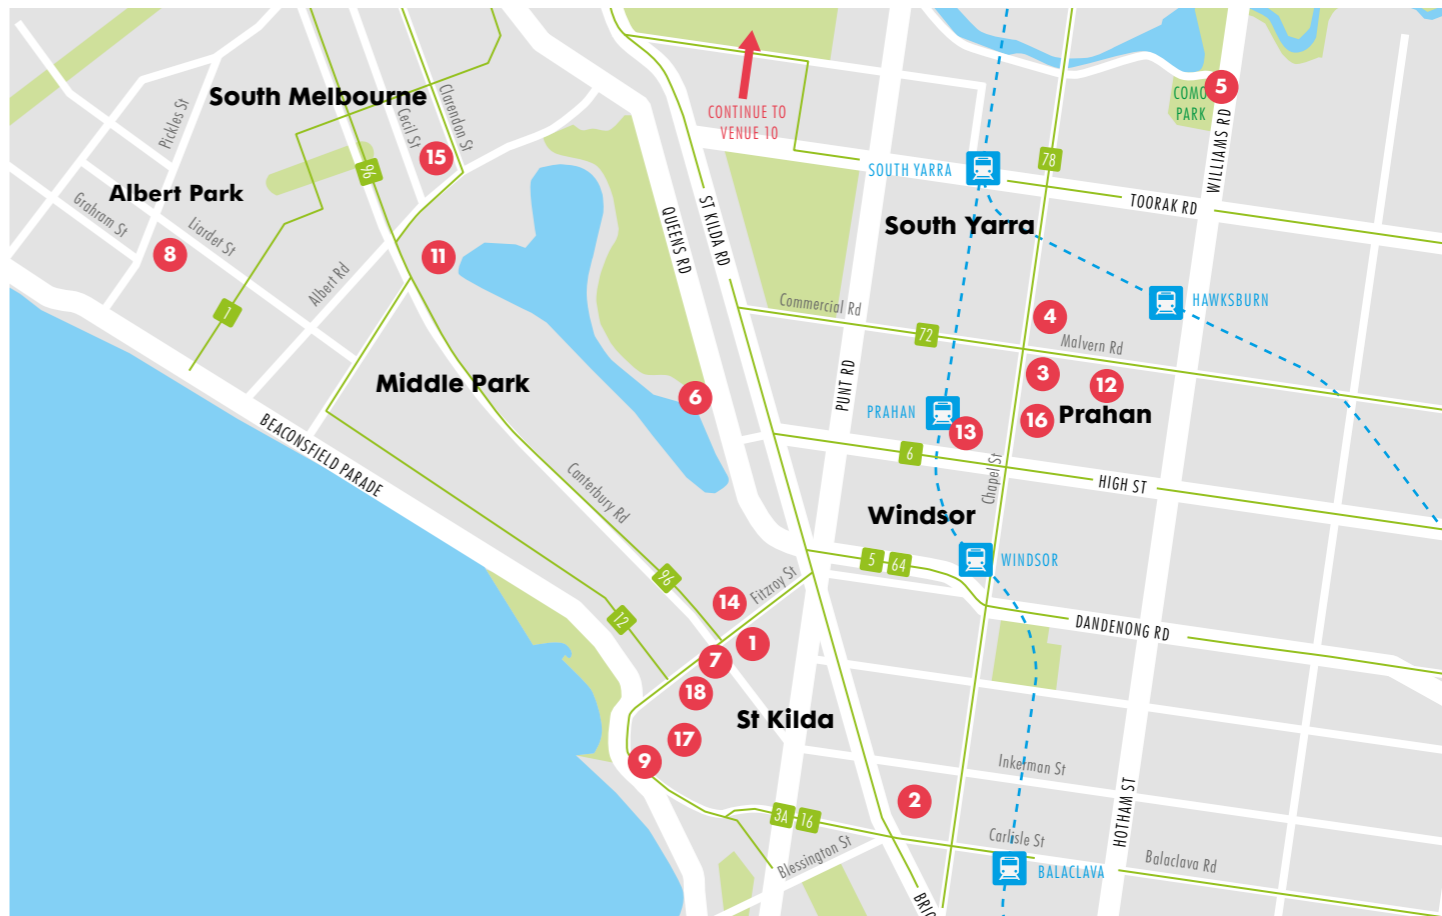 South Melbourne
Pickles St
Cecil St
Clarendon St
15
96
Albert Park
Graham St
Liardet St
8
11
1
Albert Rd
CONTINUE TO
VENUE 10
QUEENS RD
ST KILDA RD
COMO
PARK
5
WILLIAMS RD
78
SOUTH YARRA
TOORAK RD
South Yarra
HAWKSBURN
Commercial Rd
72
4
Malvern Rd
3
12
PUNT RD
Middle Park
6
PRAHAN
16
Prahan
13
6
Chapel St
HIGH ST
BEACONSFIELD PARADE
Canterbury Rd
Windsor
5
64
WINDSOR
96
12
14
Fitzroy St
1
7
18
DANDENONG RD
St Kilda
17
9
Inkerman St
2
HOTHAM ST
3A
16
Carlisle St
Blessington St
Balaclava Rd
BALACLAVA